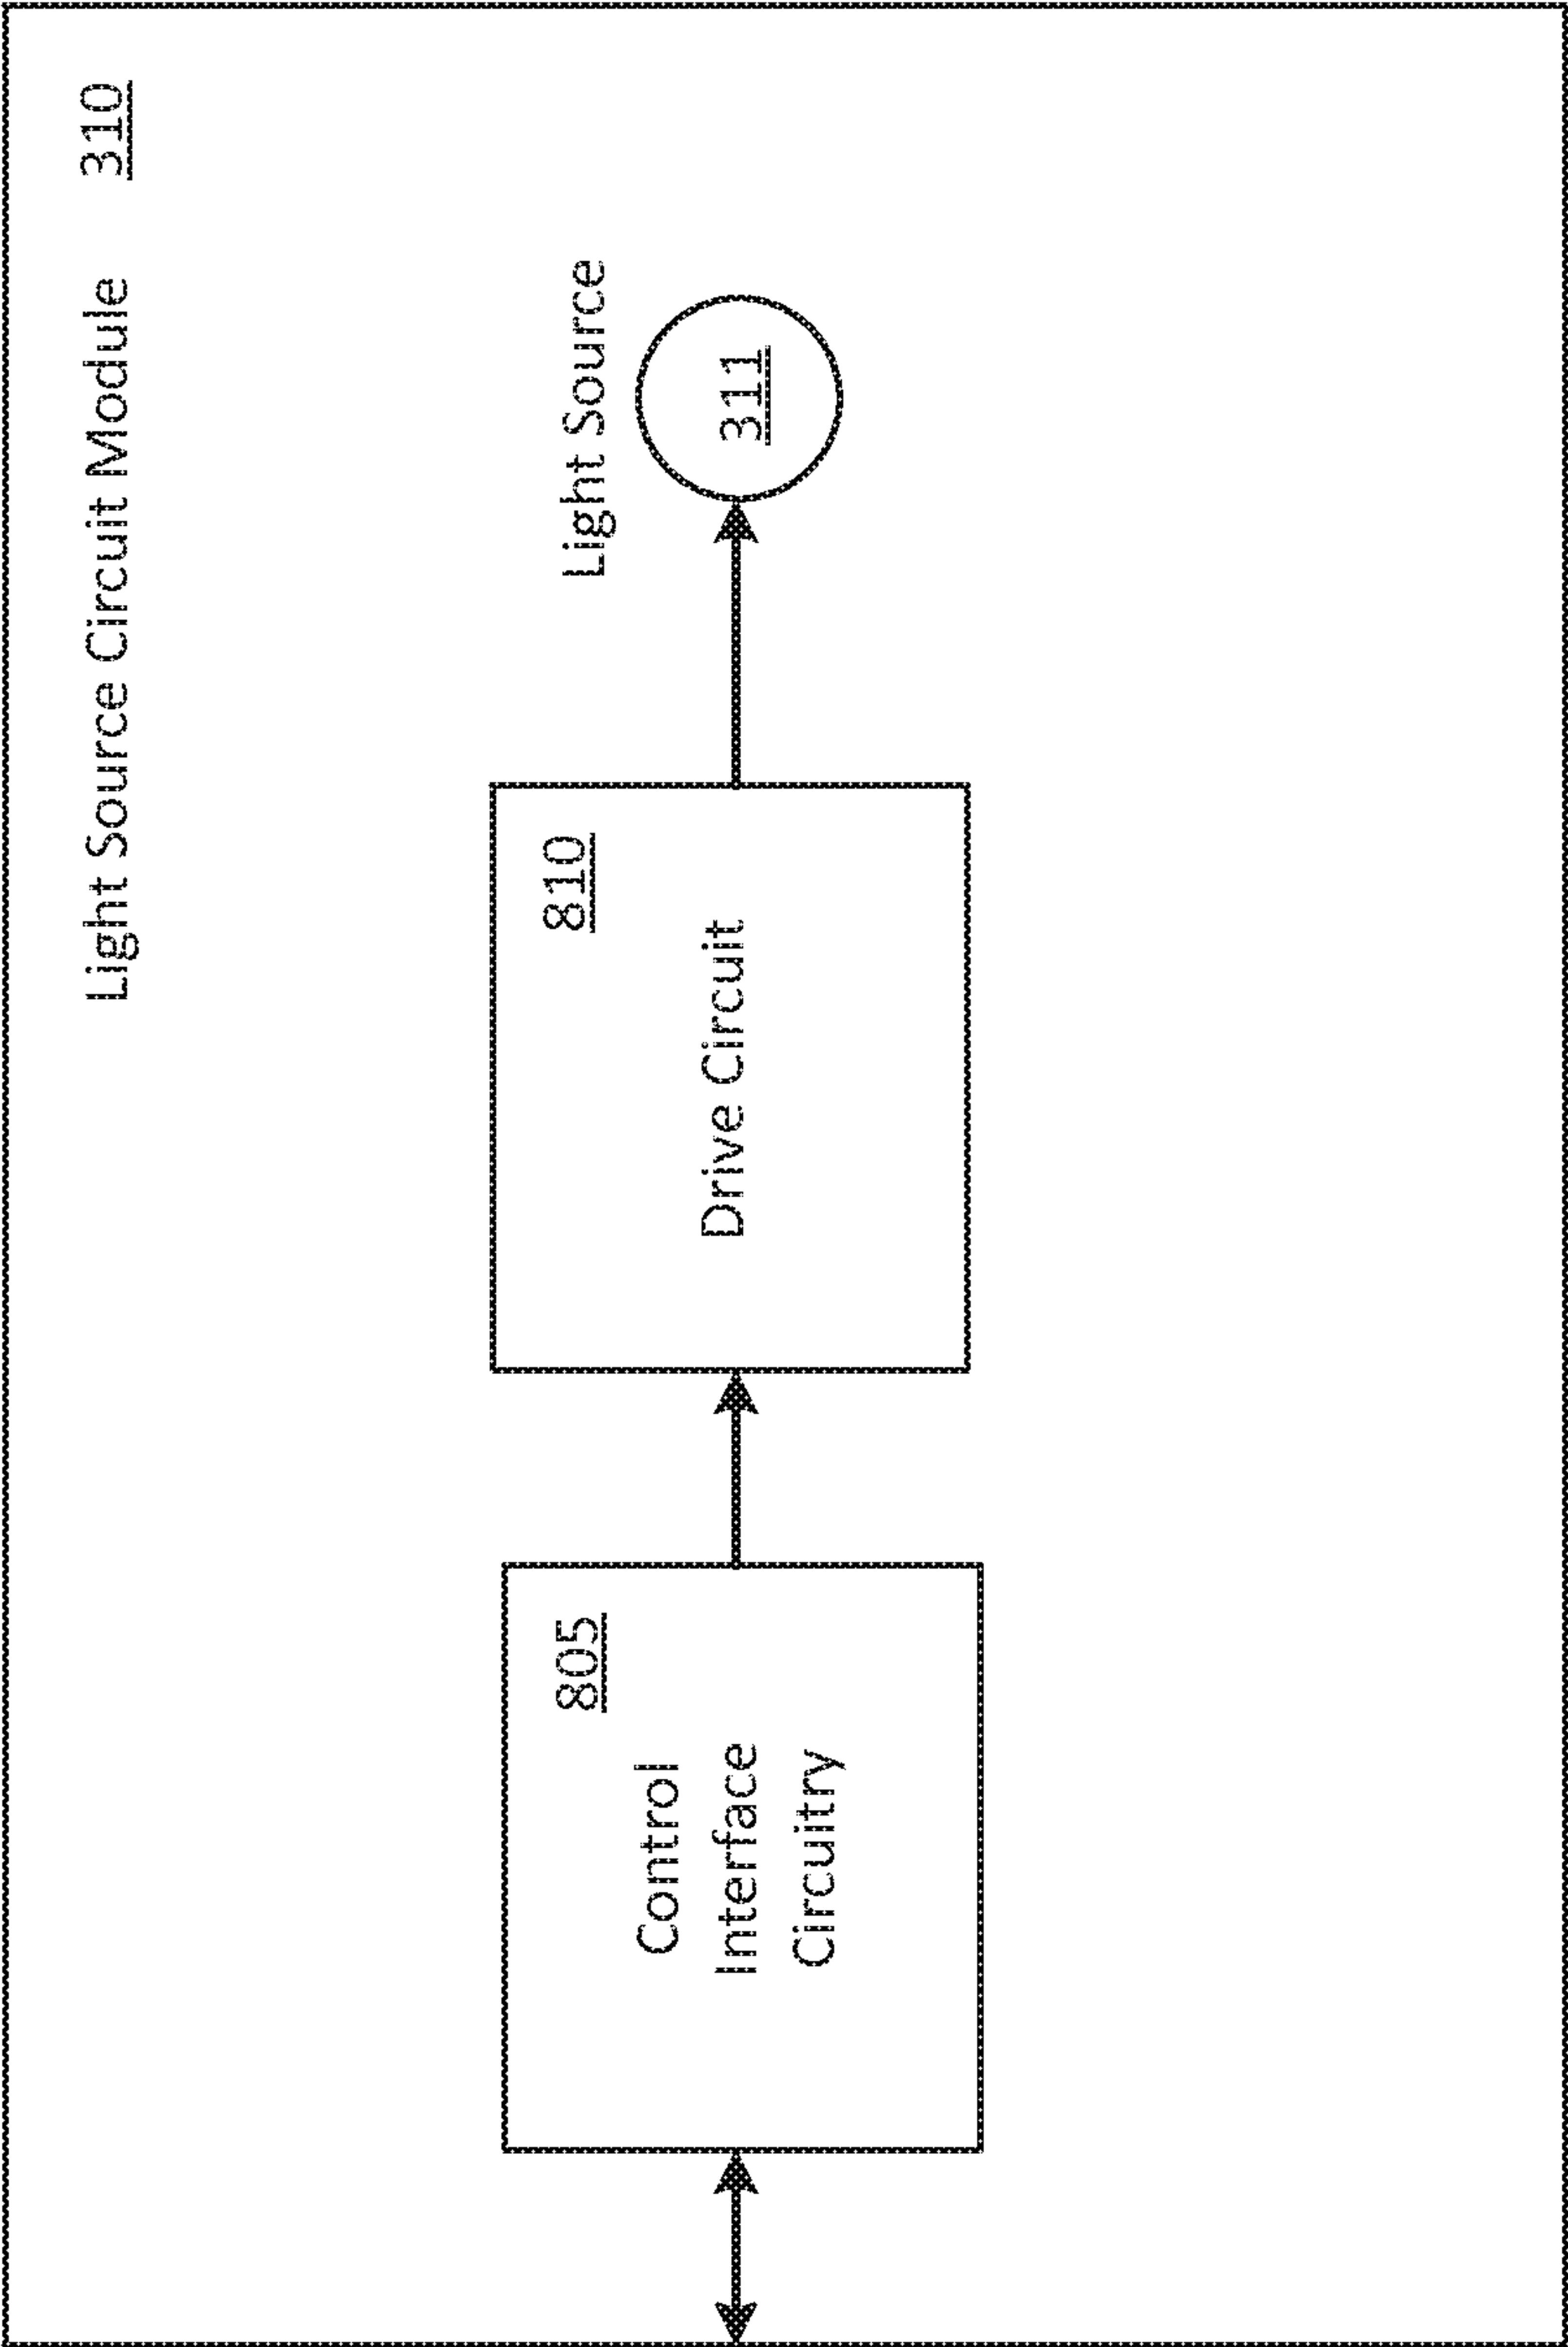 Light Source Circuit Module 310
805
Control
Interface
Circuitry
810
Drive Circuit
Light Source
311